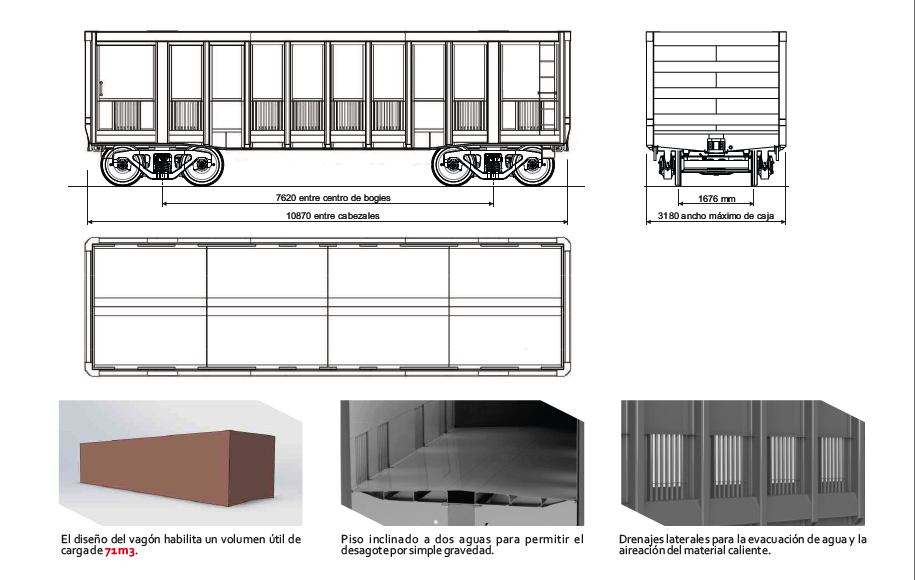 7620 entre centro de bogies
10870 entre cabezales
1676 mm
3180 ancho máximo de caja
El diseño del vagón habilita un volumen útil de
carga de 71m3.
Piso inclinado a dos aguas para permitir el
desagote por simple gravedad.
Drenajes laterales para la evacuación de agua y la
aireación del material caliente.